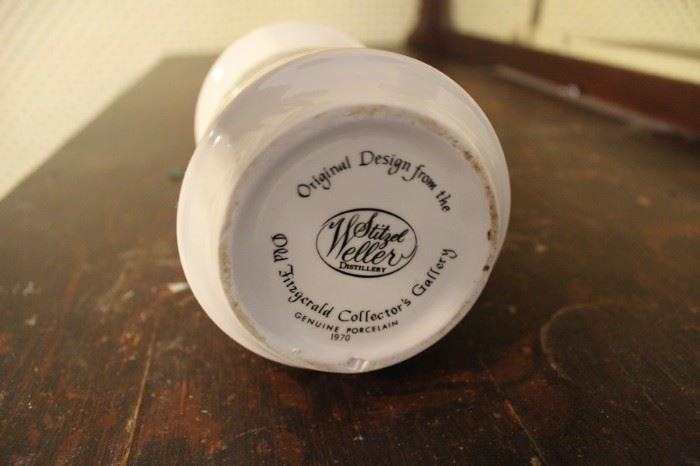 Original Design from the
Stitzel
Weller
DISTILLERY
Old Fitzgerald Collector's Gallery
GENUINE PORCELAIN
1970